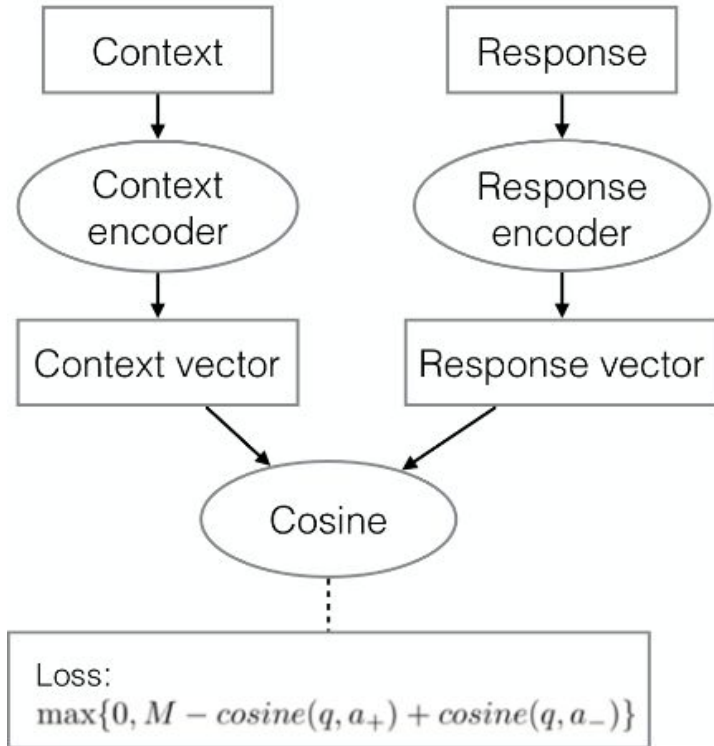 Context
Response
Context
encoder
Response
encoder
Context vector
Response vector
Cosine
Loss:
max{0, M − cosine(q, a₊) + cosine(q, a₋)}